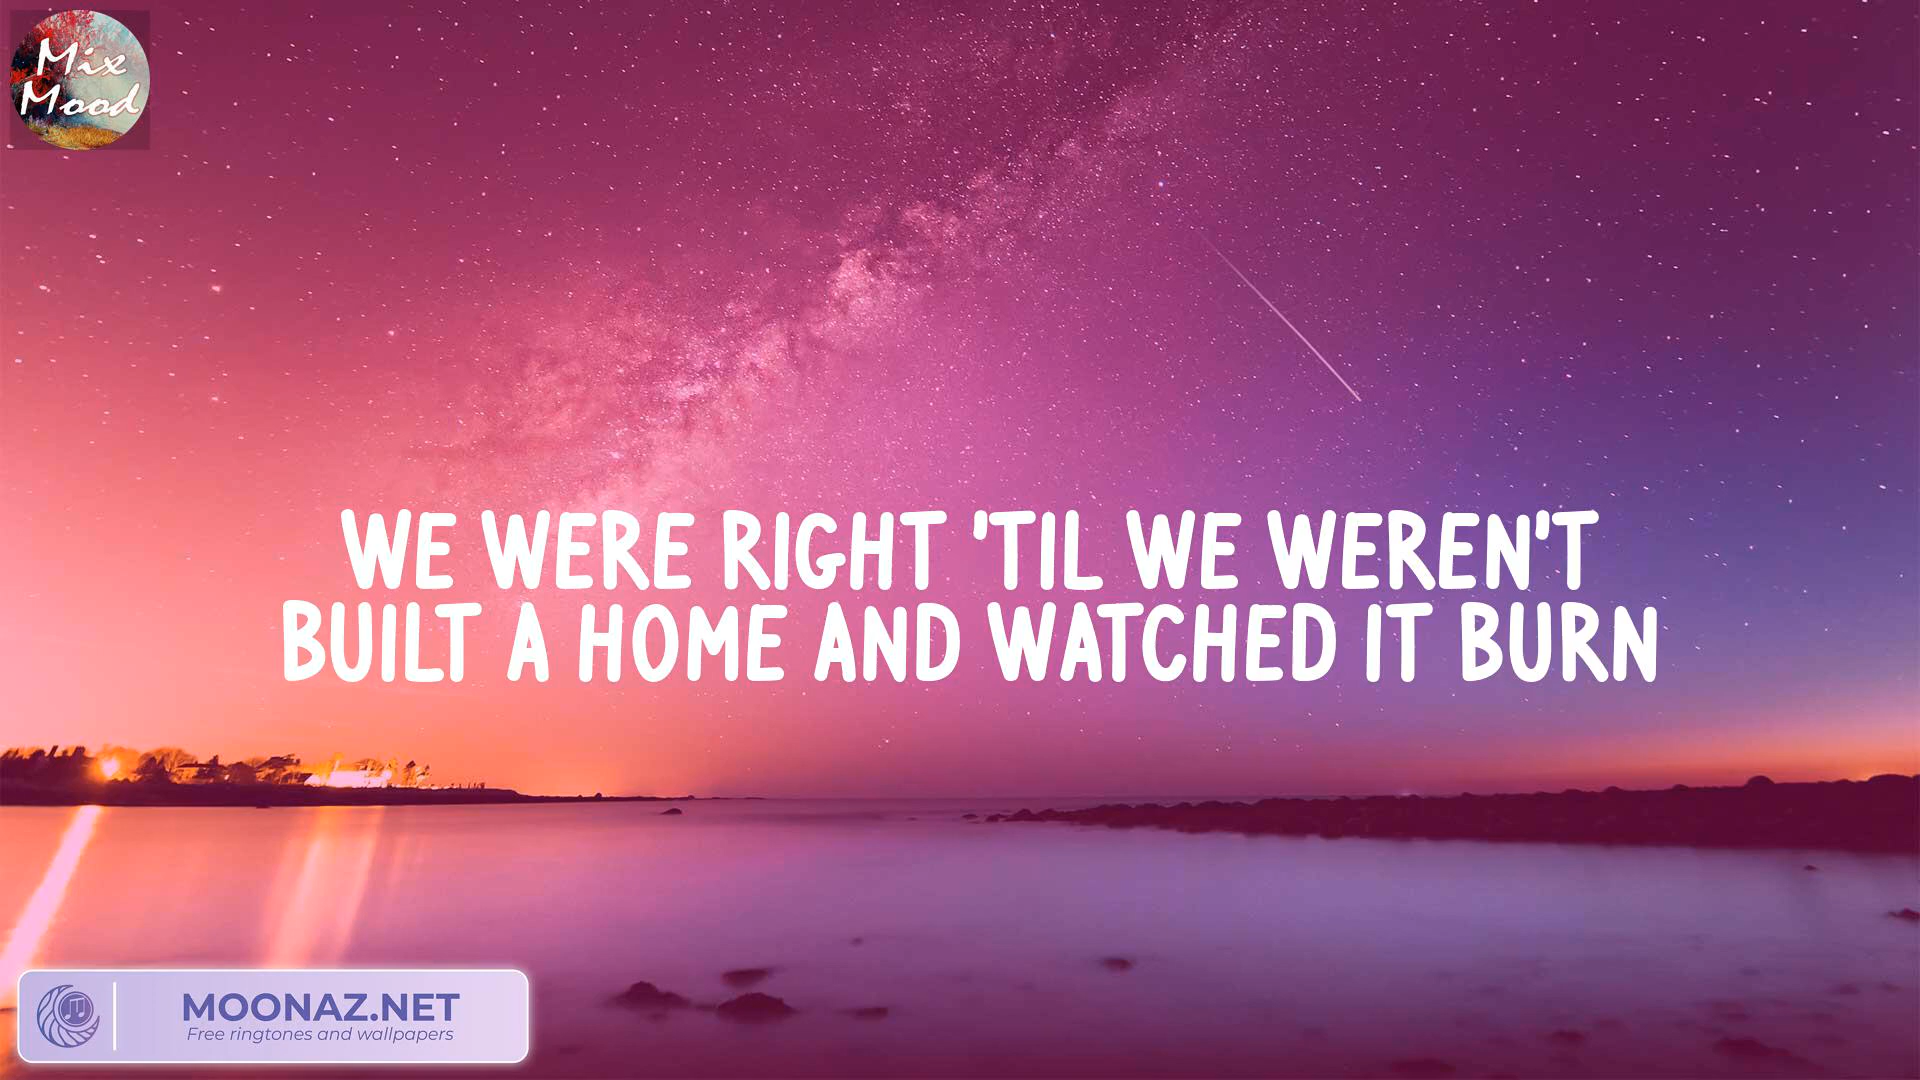 Mix
Mood
WE WERE RIGHT 'TIL WE WEREN'T
BUILT A HOME AND WATCHED IT BURN
MOONAZ.NET
Free ringtones and wallpapers